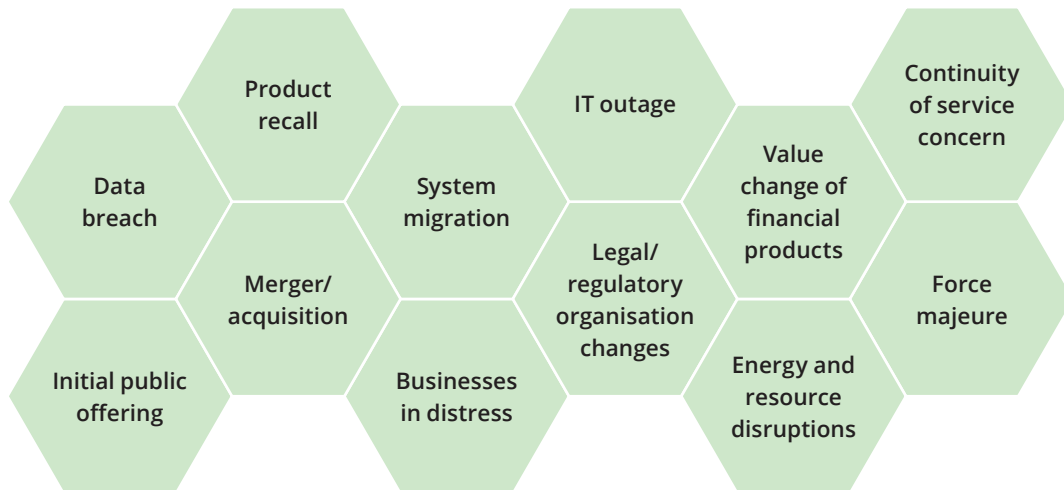 Product
recall
IT outage
Continuity
of service
concern
Data
breach
System
migration
Value
change of
financial
products
Merger/
acquisition
Legal/
regulatory
organisation
changes
Force
majeure
Initial public
offering
Businesses
in distress
Energy and
resource
disruptions